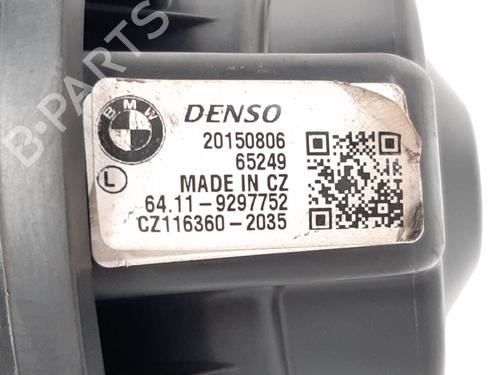 B-PARTS
BMW
DENSO
20150806
65249
L
MADE IN CZ
64.11-9297752
CZ116360-2035